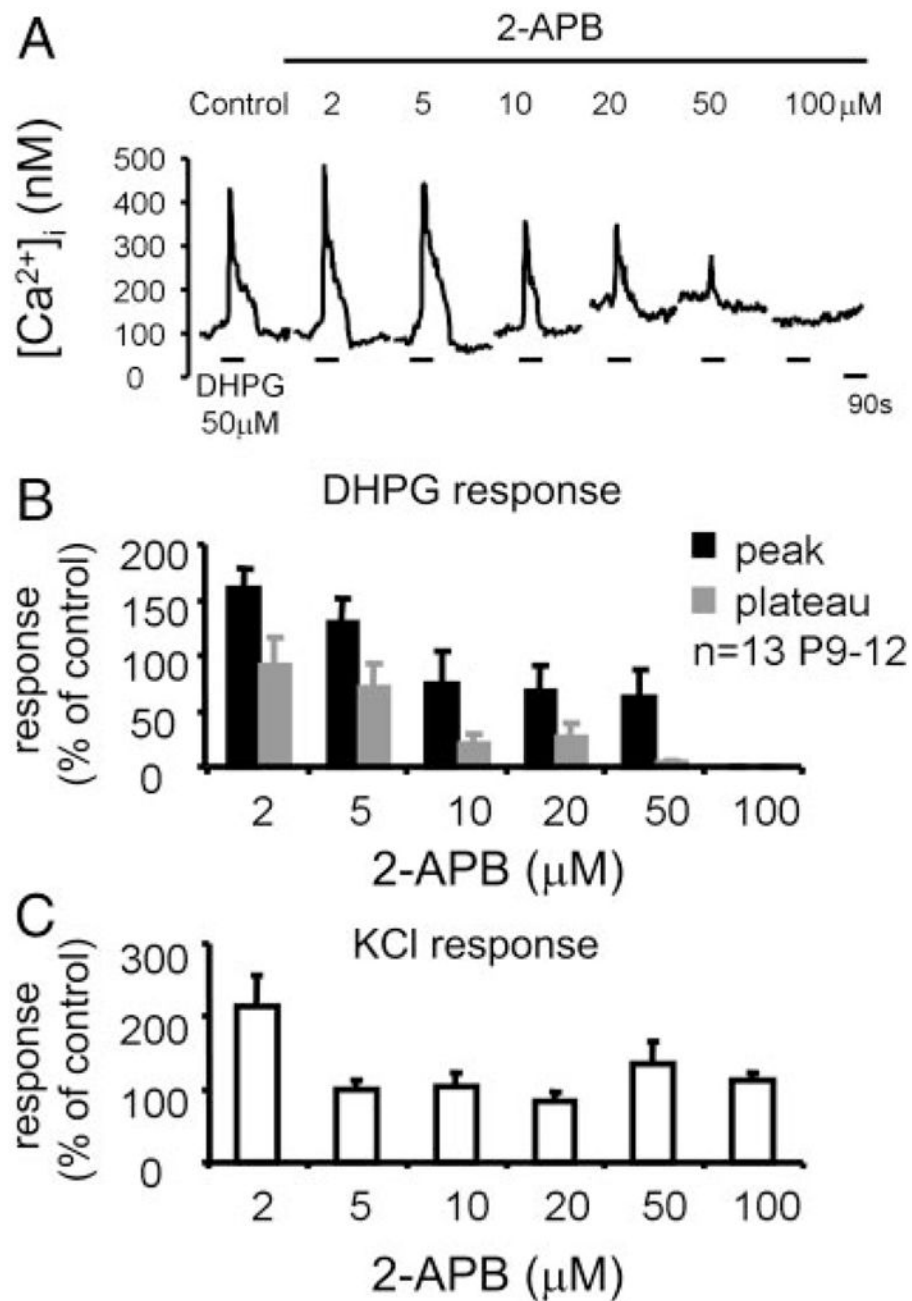 A
2-APB
Control 2 5 10 20 50 100 μM
[Ca²⁺]ᵢ (nM)
500
400
300
200
100
0
DHPG
50μM
90s
B
DHPG response
response
(% of control)
200
150
100
50
0
peak
plateau
n=13 P9-12
2 5 10 20 50 100
2-APB (μM)
C
KCl response
response
(% of control)
300
200
100
0
2 5 10 20 50 100
2-APB (μM)